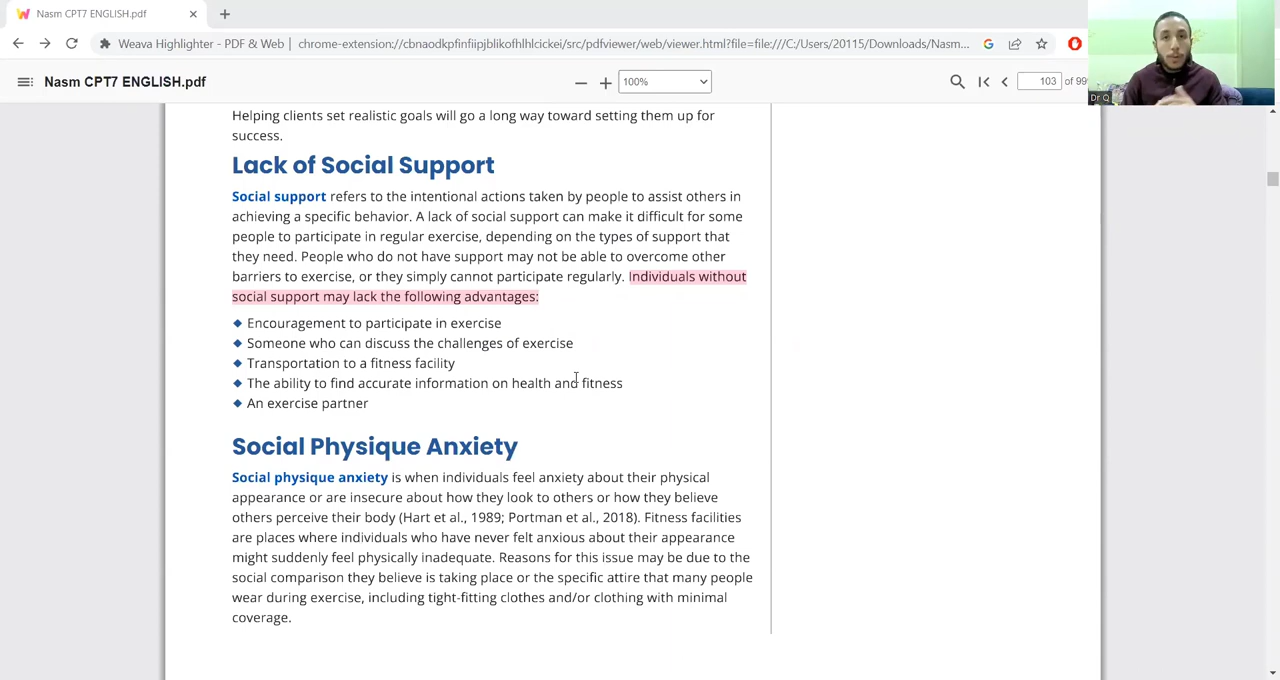 Nasm CPT7 ENGLISH.pdf
Weava Highlighter - PDF & Web | chrome-extension://cbnaodkpfinfiipjblikofhlhlcickei/src/pdfviewer/web/viewer.html?file=file:///C:/Users/20115/Downloads/Nasm...
Nasm CPT7 ENGLISH.pdf
100%
103 of 99
Dr Q
Helping clients set realistic goals will go a long way toward setting them up for
success.
Lack of Social Support
Social support refers to the intentional actions taken by people to assist others in
achieving a specific behavior. A lack of social support can make it difficult for some
people to participate in regular exercise, depending on the types of support that
they need. People who do not have support may not be able to overcome other
barriers to exercise, or they simply cannot participate regularly. Individuals without
social support may lack the following advantages:
Encouragement to participate in exercise
Someone who can discuss the challenges of exercise
Transportation to a fitness facility
The ability to find accurate information on health and fitness
An exercise partner
Social Physique Anxiety
Social physique anxiety is when individuals feel anxiety about their physical
appearance or are insecure about how they look to others or how they believe
others perceive their body (Hart et al., 1989; Portman et al., 2018). Fitness facilities
are places where individuals who have never felt anxious about their appearance
might suddenly feel physically inadequate. Reasons for this issue may be due to the
social comparison they believe is taking place or the specific attire that many people
wear during exercise, including tight-fitting clothes and/or clothing with minimal
coverage.